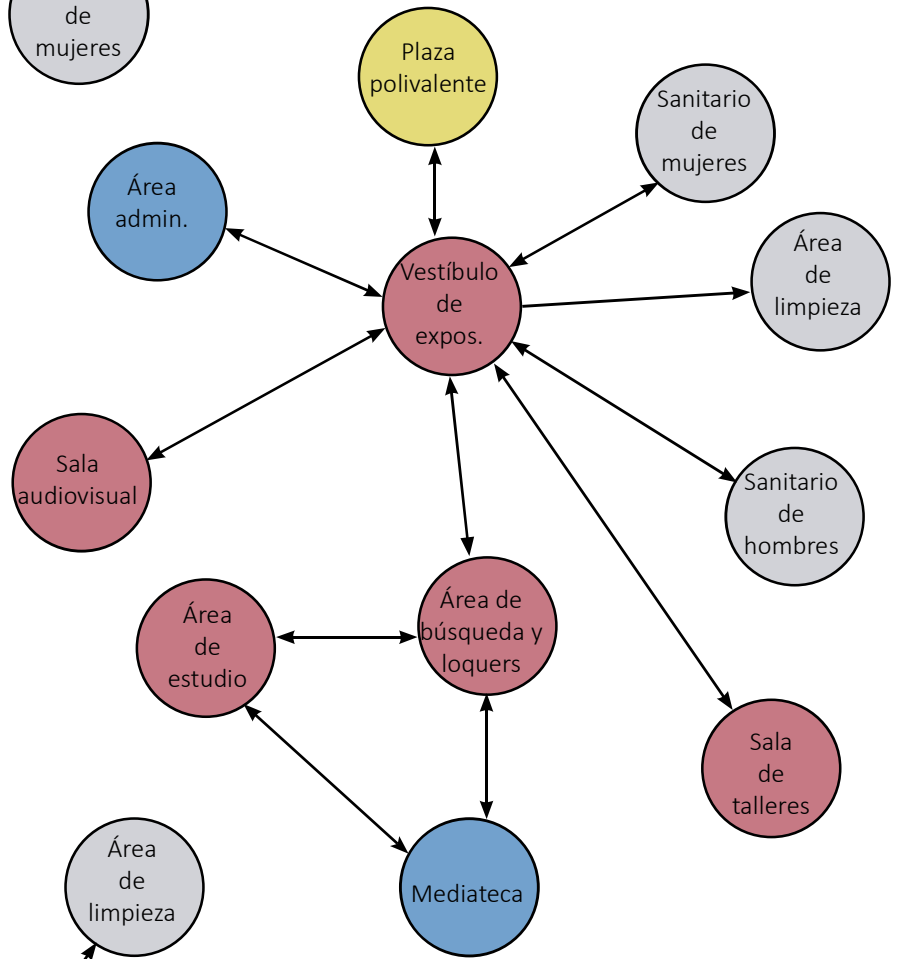 de
mujeres
Plaza
polivalente
Sanitario
de
mujeres
Área
admin.
Área
de
limpieza
Vestíbulo
de
expos.
Sala
audiovisual
Sanitario
de
hombres
Área de
búsqueda y
loquers
Área
de
estudio
Sala
de
talleres
Área
de
limpieza
Mediateca